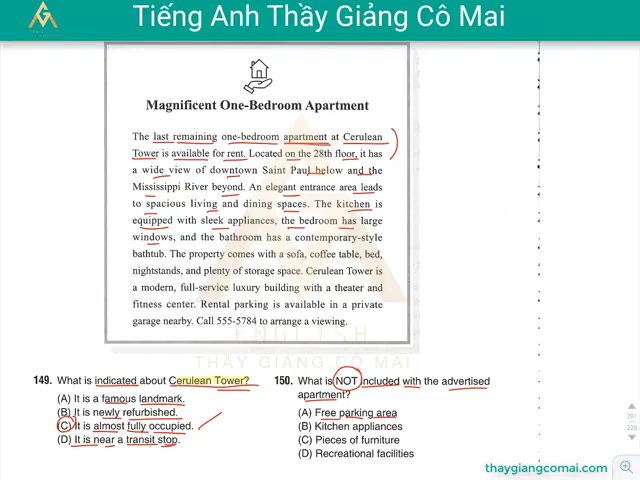 Tiếng Anh Thầy Giảng Cô Mai
Magnificent One-Bedroom Apartment
The last remaining one-bedroom apartment at Cerulean
Tower is available for rent. Located on the 28th floor, it has
a wide view of downtown Saint Paul below and the
Mississippi River beyond. An elegant entrance area leads
to spacious living and dining spaces. The kitchen is
equipped with sleek appliances, the bedroom has large
windows, and the bathroom has a contemporary-style
bathtub. The property comes with a sofa, coffee table, bed,
nightstands, and plenty of storage space. Cerulean Tower is
a modern, full-service luxury building with a theater and
fitness center. Rental parking is available in a private
garage nearby. Call 555-5784 to arrange a viewing.
ENGLISH
THẦY GIẢNG CÔ MAI
149. What is indicated about Cerulean Tower?
(A) It is a famous landmark.
(B) It is newly refurbished.
(C) It is almost fully occupied.
(D) It is near a transit stop.
150. What is NOT included with the advertised
apartment?
(A) Free parking area
(B) Kitchen appliances
(C) Pieces of furniture
(D) Recreational facilities
201
220
thaygiangcomai.com